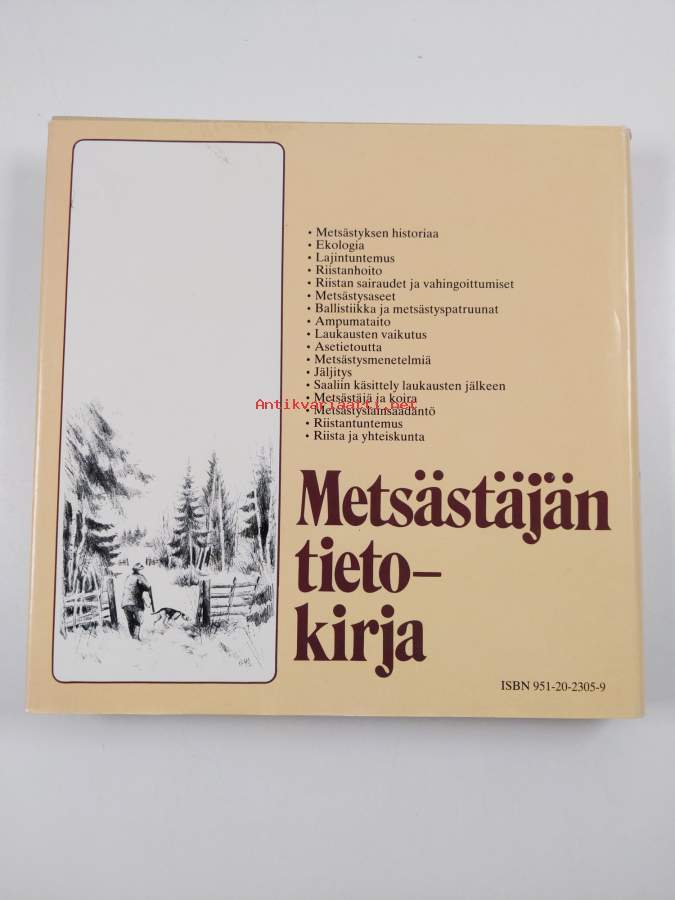 • Metsästyksen historiaa
• Ekologia
• Lajintuntemus
• Riistanhoito
• Riistan sairaudet ja vahingoittumiset
• Metsästysaseet
• Ballistiikka ja metsästyspatruunat
• Ampumataito
• Laukausten vaikutus
• Asetietoutta
• Metsästysmenetelmiä
• Jäljitys
• Saaliin käsittely laukausten jälkeen
• Metsästäjä ja koira
Antikvariaatti.net
• Metsästyslainsäädäntö
• Riistantuntemus
• Riista ja yhteiskunta
Metsästäjän
tieto–
kirja
ISBN 951-20-2305-9